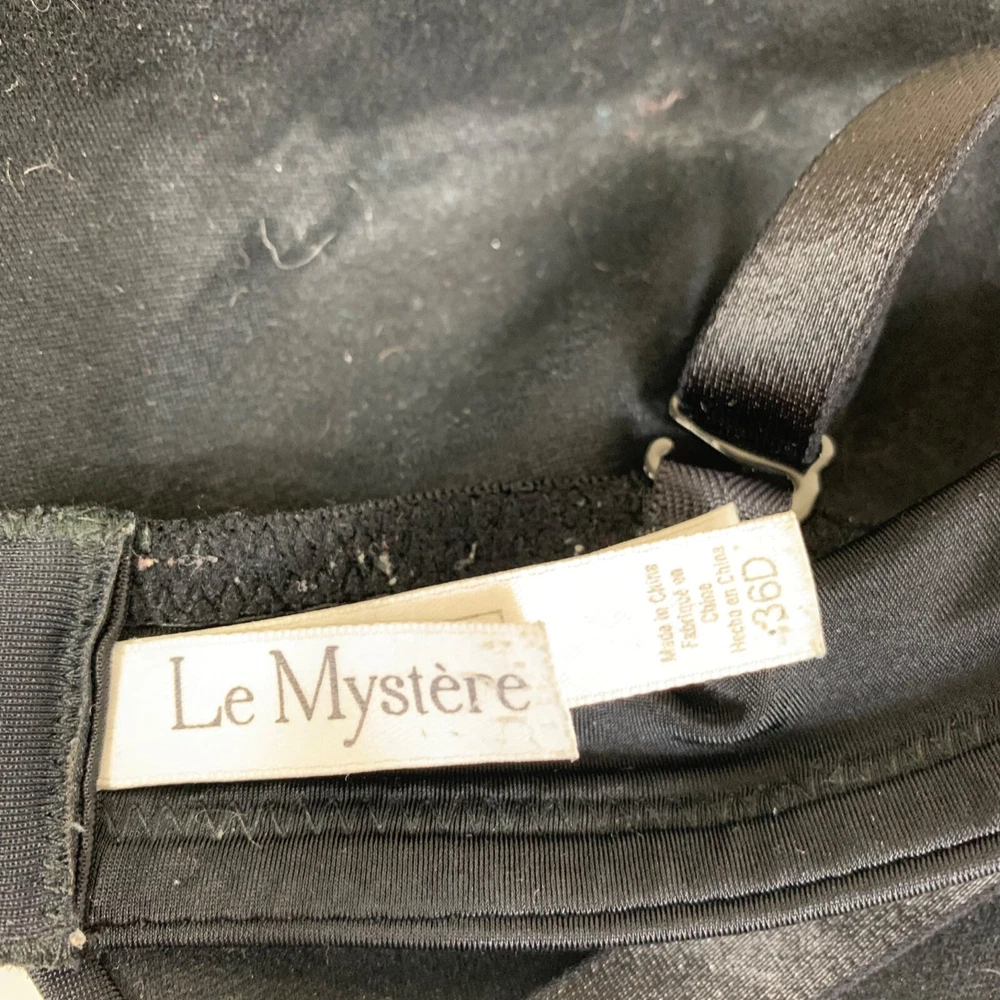 Le Mystère
Made in China
Fabriqué en
Chine
Hecho en China
36D